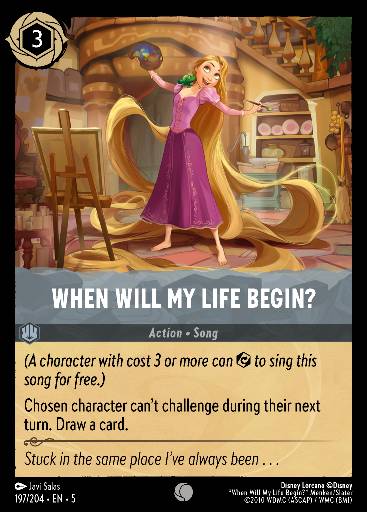 3
WHEN WILL MY LIFE BEGIN?
Action • Song
(A character with cost 3 or more can to sing this
song for free.)
Chosen character can't challenge during their next
turn. Draw a card.
Stuck in the same place I've always been . . .
Javi Salas
197/204 • EN • 5
Disney Lorcana ©Disney
"When Will My Life Begin?" Menken/Slater
©2010 WDMC (ASCAP) / WMC (BMI)